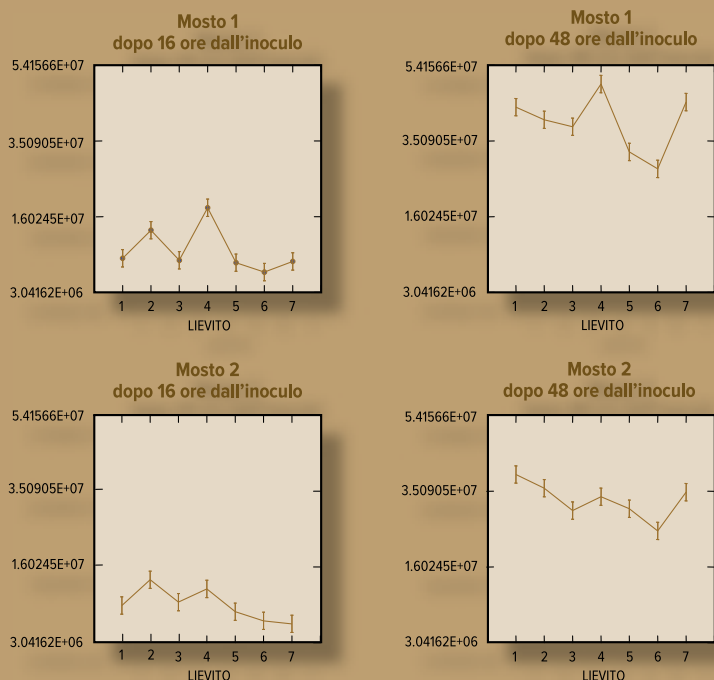 Mosto 1
dopo 16 ore dall'inoculo
5.41566E+07
3.50905E+07
1.60245E+07
3.04162E+06
1 2 3 4 5 6 7
LIEVITO
Mosto 1
dopo 48 ore dall'inoculo
5.41566E+07
3.50905E+07
1.60245E+07
3.04162E+06
1 2 3 4 5 6 7
LIEVITO
Mosto 2
dopo 16 ore dall'inoculo
5.41566E+07
3.50905E+07
1.60245E+07
3.04162E+06
1 2 3 4 5 6 7
LIEVITO
Mosto 2
dopo 48 ore dall'inoculo
5.41566E+07
3.50905E+07
1.60245E+07
3.04162E+06
1 2 3 4 5 6 7
LIEVITO